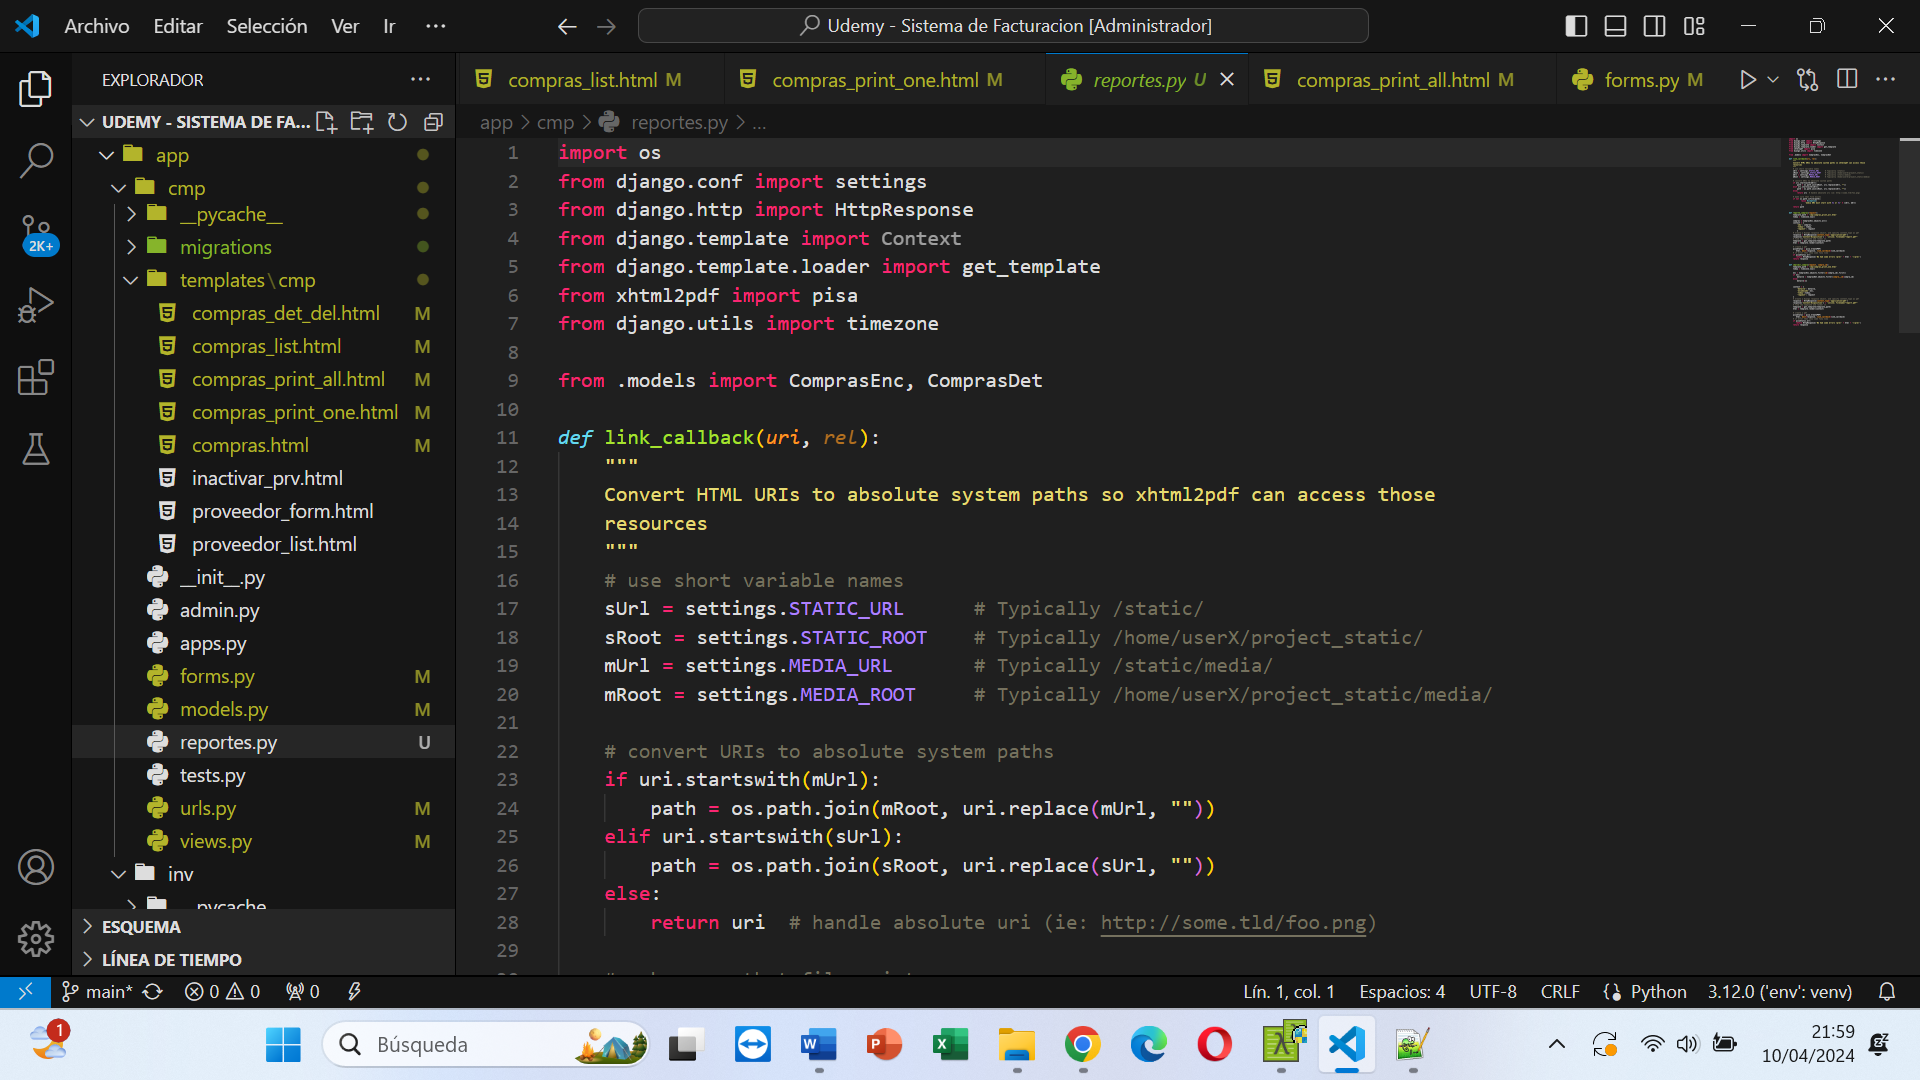 Archivo Editar Selección Ver Ir ···
Udemy - Sistema de Facturacion [Administrador]
EXPLORADOR ···
UDEMY - SISTEMA DE FA...
app
cmp
__pycache__
migrations
templates\cmp
compras_det_del.html M
compras_list.html M
compras_print_all.html M
compras_print_one.html M
compras.html M
inactivar_prv.html
proveedor_form.html
proveedor_list.html
__init__.py
admin.py
apps.py
forms.py M
models.py M
reportes.py U
tests.py
urls.py M
views.py M
inv
__pycache__
ESQUEMA
LÍNEA DE TIEMPO
2K+
compras_list.html M compras_print_one.html M reportes.py U compras_print_all.html M forms.py M ···
app > cmp > reportes.py > ...
1 import os
2 from django.conf import settings
3 from django.http import HttpResponse
4 from django.template import Context
5 from django.template.loader import get_template
6 from xhtml2pdf import pisa
7 from django.utils import timezone
8
9 from .models import ComprasEnc, ComprasDet
10
11 def link_callback(uri, rel):
12 """
13 Convert HTML URIs to absolute system paths so xhtml2pdf can access those
14 resources
15 """
16 # use short variable names
17 sUrl = settings.STATIC_URL # Typically /static/
18 sRoot = settings.STATIC_ROOT # Typically /home/userX/project_static/
19 mUrl = settings.MEDIA_URL # Typically /static/media/
20 mRoot = settings.MEDIA_ROOT # Typically /home/userX/project_static/media/
21
22 # convert URIs to absolute system paths
23 if uri.startswith(mUrl):
24 path = os.path.join(mRoot, uri.replace(mUrl, ""))
25 elif uri.startswith(sUrl):
26 path = os.path.join(sRoot, uri.replace(sUrl, ""))
27 else:
28 return uri # handle absolute uri (ie: http://some.tld/foo.png)
29
main* 0 0 0 Lín. 1, col. 1 Espacios: 4 UTF-8 CRLF Python 3.12.0 ('env': venv)
1 Búsqueda 21:59
10/04/2024